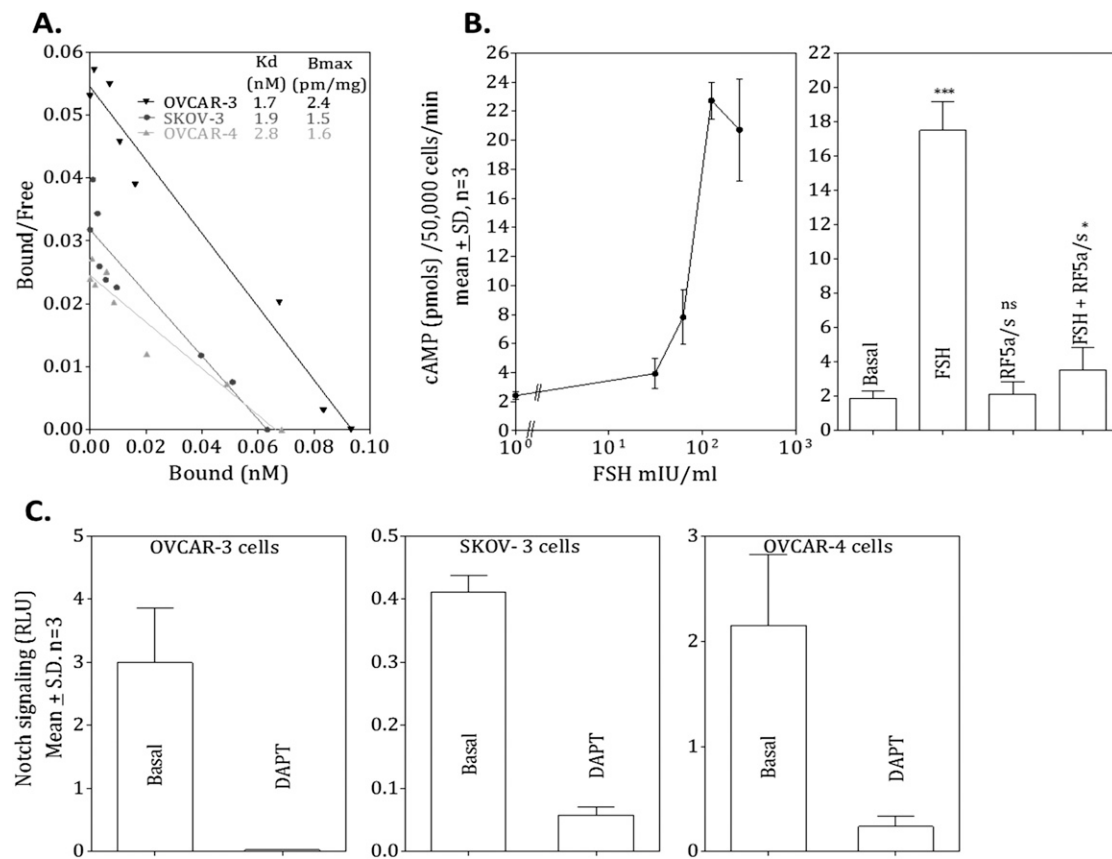 A.
0.06
0.05
0.04
0.03
0.02
0.01
0.00
Bound/Free
Kd Bmax
(nM) (pm/mg)
OVCAR-3 1.7 2.4
SKOV-3 1.9 1.5
OVCAR-4 2.8 1.6
0.00 0.02 0.04 0.06 0.08 0.10
Bound (nM)
B.
cAMP (pmols) /50,000 cells/min
mean ± SD, n=3
26
24
22
20
18
16
14
12
10
8
6
4
2
0
//
//
10⁰ 10¹ 10² 10³
FSH mIU/ml
22
20
18
16
14
12
10
8
6
4
2
0
Basal
FSH
***
RF5a/s ns
FSH + RF5a/s *
C.
Notch signaling (RLU)
Mean ± S.D. n=3
OVCAR-3 cells
5
4
3
2
1
0
Basal
DAPT
SKOV- 3 cells
0.5
0.4
0.3
0.2
0.1
0.0
Basal
DAPT
OVCAR-4 cells
3
2
1
0
Basal
DAPT